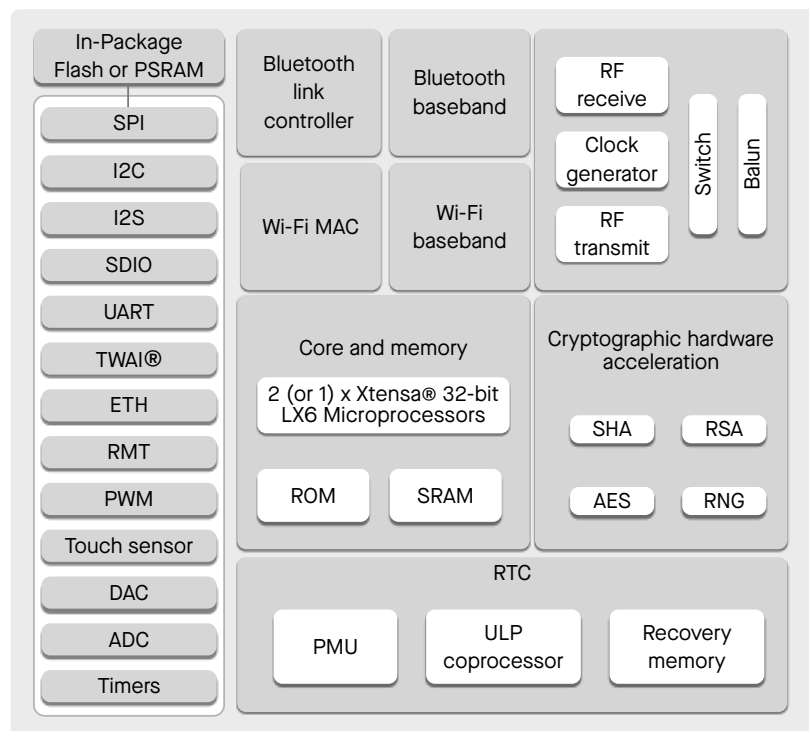 In-Package
Flash or PSRAM
SPI
I2C
I2S
SDIO
UART
TWAI®
ETH
RMT
PWM
Touch sensor
DAC
ADC
Timers
Bluetooth
link
controller
Bluetooth
baseband
Wi-Fi MAC
Wi-Fi
baseband
RF
receive
Clock
generator
RF
transmit
Switch
Balun
Core and memory
2 (or 1) x Xtensa® 32-bit
LX6 Microprocessors
ROM
SRAM
Cryptographic hardware
acceleration
SHA
RSA
AES
RNG
RTC
PMU
ULP
coprocessor
Recovery
memory